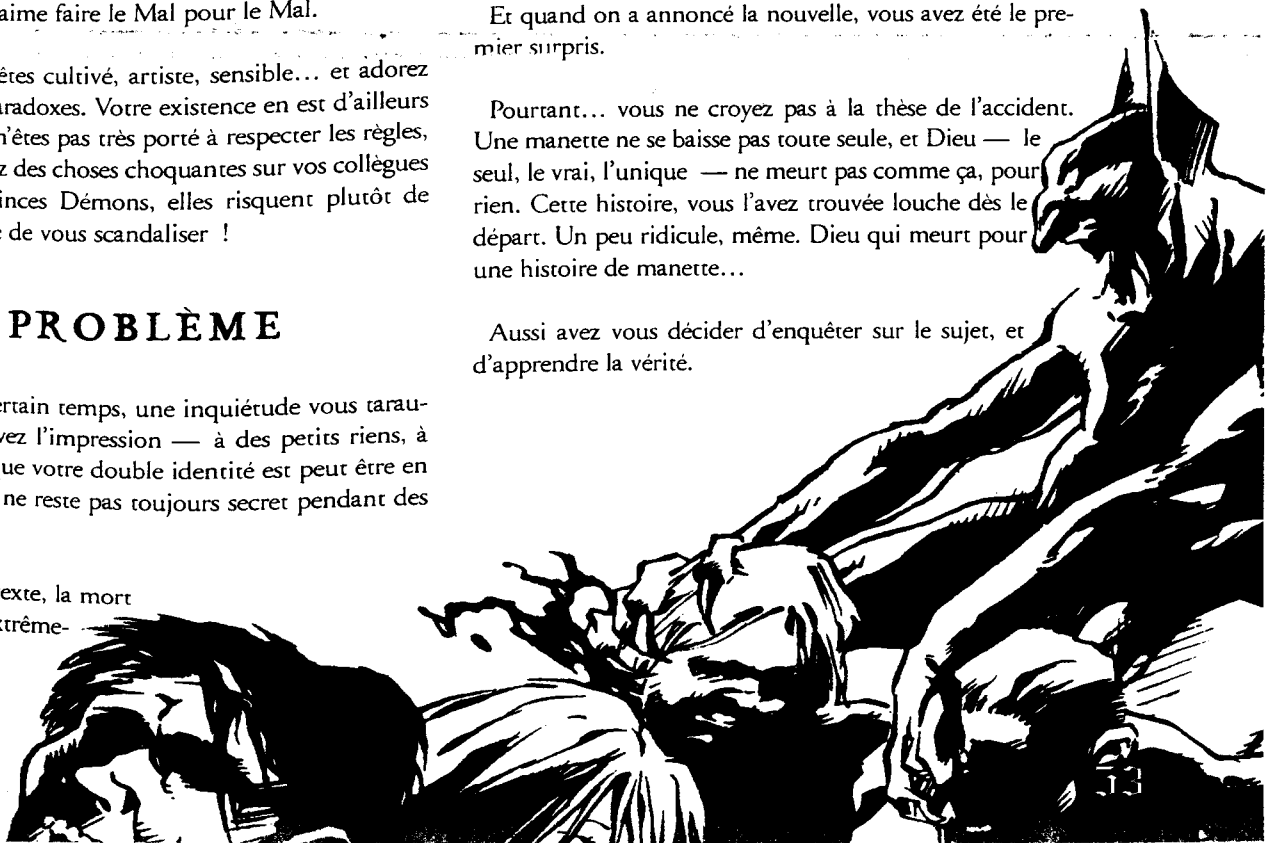 aime faire le Mal pour le Mal.
êtes cultivé, artiste, sensible... et adorez
aradoxes. Votre existence en est d'ailleurs
n'êtes pas très porté à respecter les règles,
z des choses choquantes sur vos collègues
inces Démons, elles risquent plutôt de
e de vous scandaliser !
PROBLÈME
ertain temps, une inquiétude vous tarau-
vez l'impression — à des petits riens, à
ue votre double identité est peut être en
ne reste pas toujours secret pendant des
exte, la mort
xtrême-
Et quand on a annoncé la nouvelle, vous avez été le pre-
mier surpris.
Pourtant... vous ne croyez pas à la thèse de l'accident.
Une manette ne se baisse pas toute seule, et Dieu — le
seul, le vrai, l'unique — ne meurt pas comme ça, pour
rien. Cette histoire, vous l'avez trouvée louche dès le
départ. Un peu ridicule, même. Dieu qui meurt pour
une histoire de manette...
Aussi avez vous décider d'enquêter sur le sujet, et
d'apprendre la vérité.
33